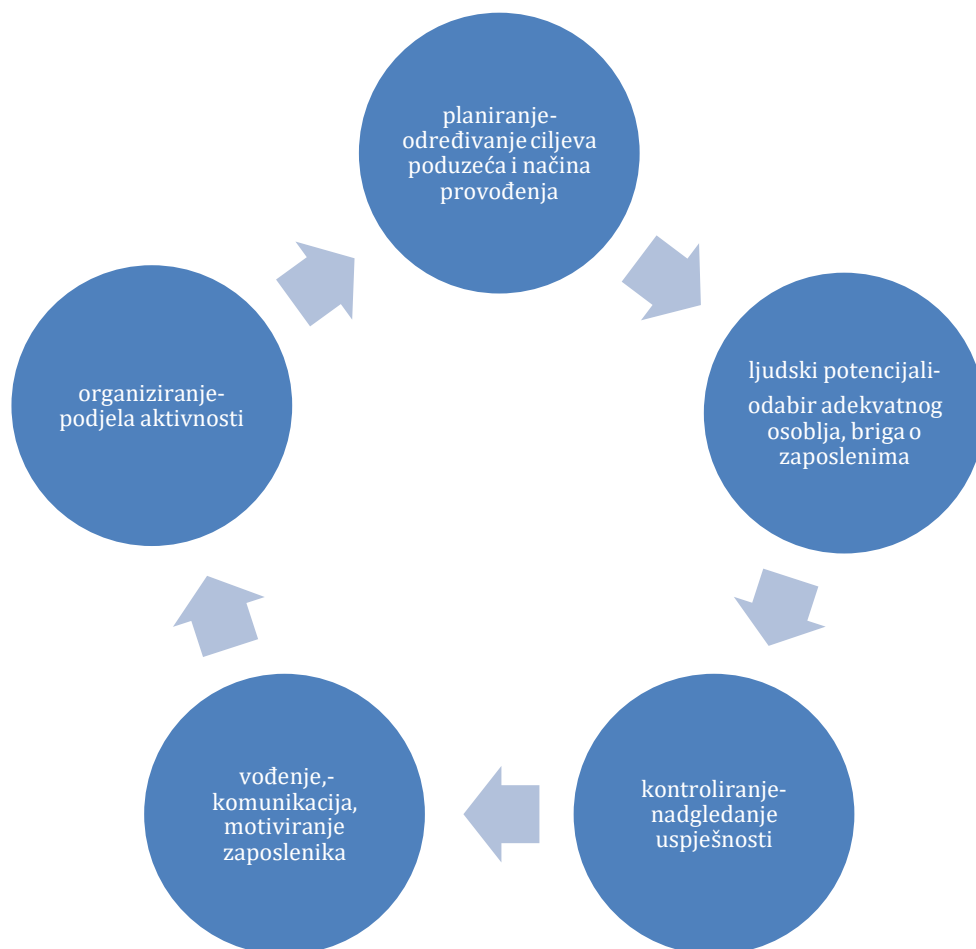 planiranje-
određivanje ciljeva
poduzeća i načina
provođenja
ljudski potencijali-
odabir adekvatnog
osoblja, briga o
zaposlenima
kontroliranje-
nadgledanje
uspješnosti
vođenje,-
komunikacija,
motiviranje
zaposlenika
organiziranje-
podjela aktivnosti